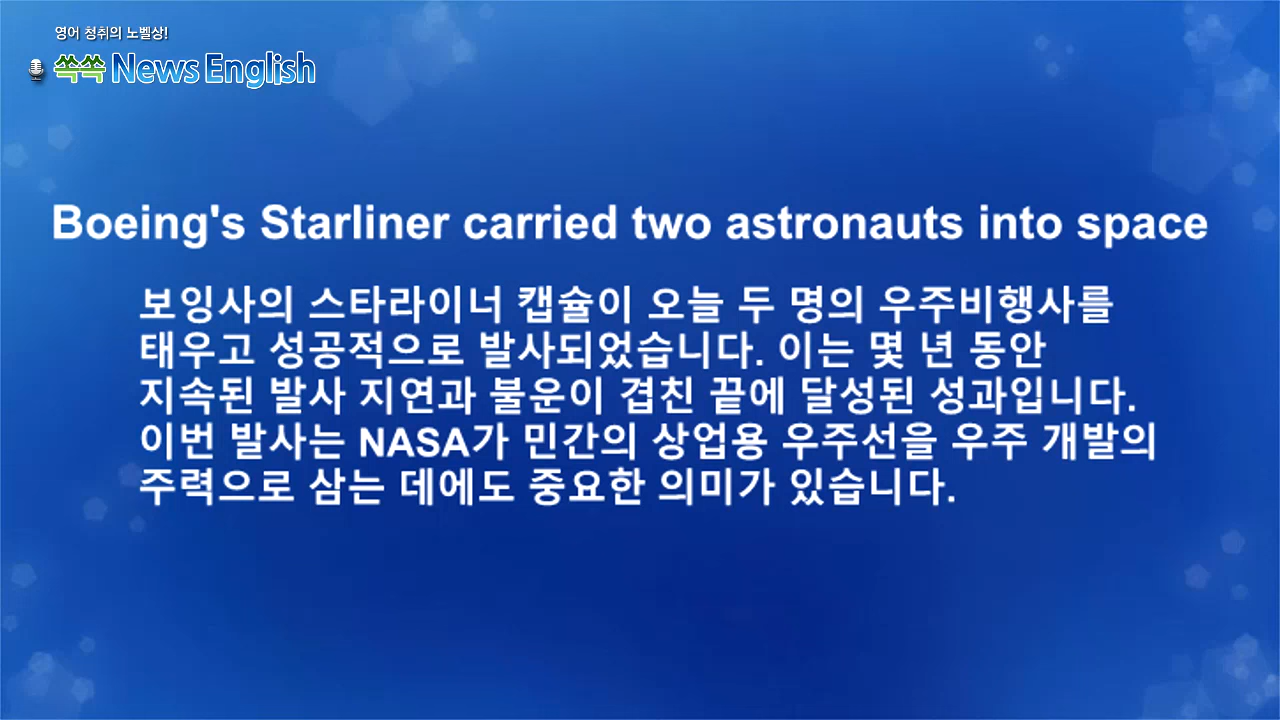 영어 청취의 노벨상!
쏙쏙 News English
Boeing's Starliner carried two astronauts into space
보잉사의 스타라이너 캡슐이 오늘 두 명의 우주비행사를
태우고 성공적으로 발사되었습니다. 이는 몇 년 동안
지속된 발사 지연과 불운이 겹친 끝에 달성된 성과입니다.
이번 발사는 NASA가 민간의 상업용 우주선을 우주 개발의
주력으로 삼는 데에도 중요한 의미가 있습니다.